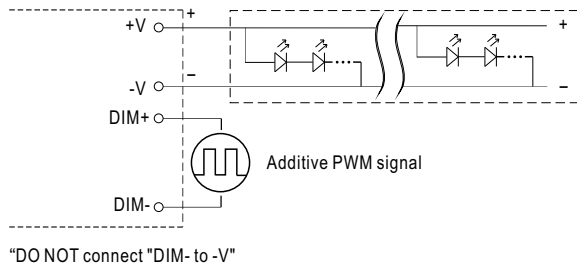 +V
+
+
-V
−
−
DIM+
Additive PWM signal
DIM-
“DO NOT connect "DIM- to -V"